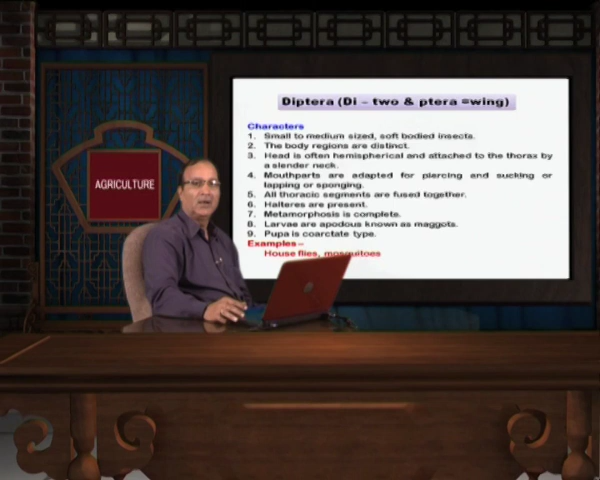 Diptera (Di – two & ptera =wing)
Characters
1. Small to medium sized, soft bodied insects.
2. The body regions are distinct.
3. Head is often hemispherical and attached to the thorax by
a slender neck.
4. Mouthparts are adapted for piercing and sucking or
lapping or sponging.
5. All thoracic segments are fused together.
6. Halteres are present.
7. Metamorphosis is complete.
8. Larvae are apodous known as maggots.
9. Pupa is coarctate type.
Examples–
House flies, mosquitoes
AGRICULTURE